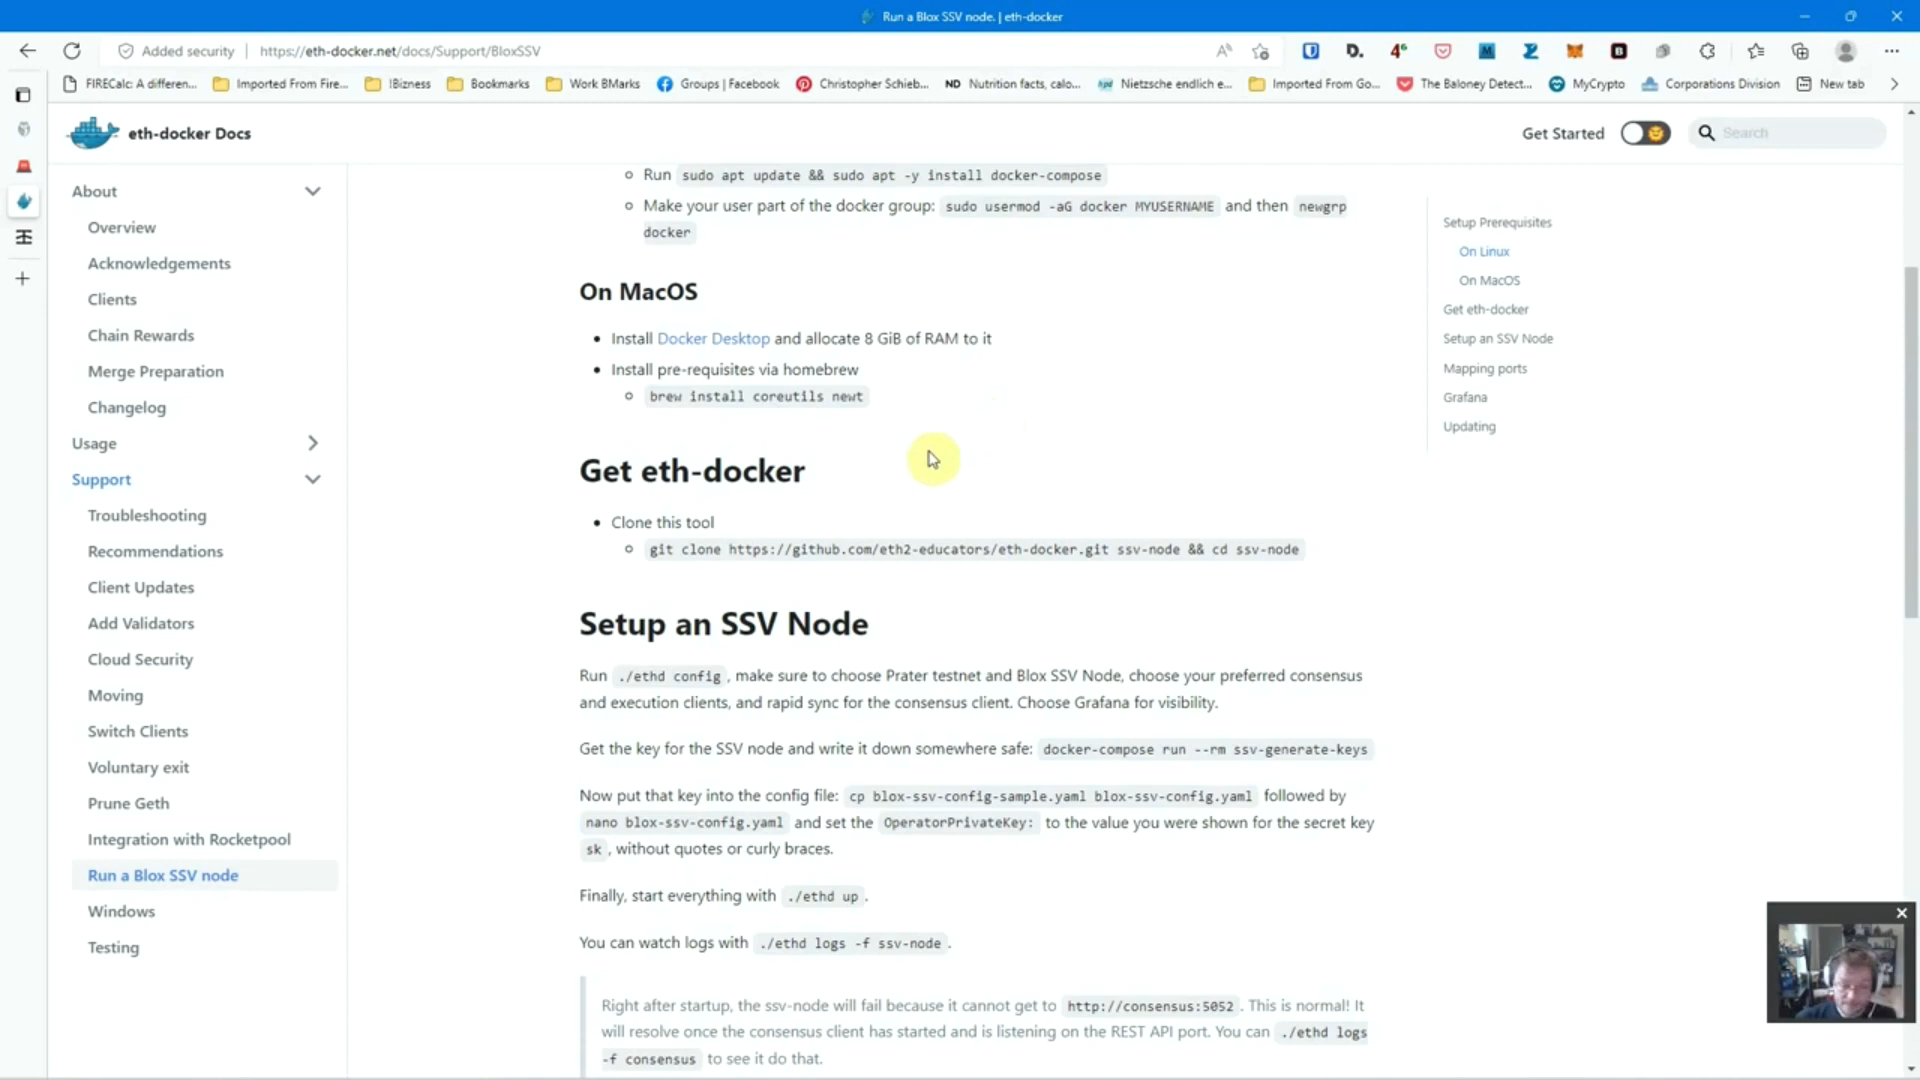 Run a Blox SSV node. | eth-docker
Added security
https://eth-docker.net/docs/Support/BloxSSV
FIRECalc: A differen...
Imported From Fire...
!Bizness
Bookmarks
Work BMarks
Groups | Facebook
Christopher Schieb...
ND Nutrition facts, calo...
Nietzsche endlich e...
Imported From Go...
The Baloney Detect...
MyCrypto
Corporations Division
New tab
eth-docker Docs
Get Started
Search
About
Overview
Acknowledgements
Clients
Chain Rewards
Merge Preparation
Changelog
Usage
Support
Troubleshooting
Recommendations
Client Updates
Add Validators
Cloud Security
Moving
Switch Clients
Voluntary exit
Prune Geth
Integration with Rocketpool
Run a Blox SSV node
Windows
Testing
Run sudo apt update && sudo apt -y install docker-compose
Make your user part of the docker group: sudo usermod -aG docker MYUSERNAME and then newgrp
docker
On MacOS
Install Docker Desktop and allocate 8 GiB of RAM to it
Install pre-requisites via homebrew
brew install coreutils newt
Get eth-docker
Clone this tool
git clone https://github.com/eth2-educators/eth-docker.git ssv-node && cd ssv-node
Setup an SSV Node
Run ./ethd config , make sure to choose Prater testnet and Blox SSV Node, choose your preferred consensus
and execution clients, and rapid sync for the consensus client. Choose Grafana for visibility.
Get the key for the SSV node and write it down somewhere safe: docker-compose run --rm ssv-generate-keys
Now put that key into the config file: cp blox-ssv-config-sample.yaml blox-ssv-config.yaml followed by
nano blox-ssv-config.yaml and set the OperatorPrivateKey: to the value you were shown for the secret key
sk , without quotes or curly braces.
Finally, start everything with ./ethd up .
You can watch logs with ./ethd logs -f ssv-node .
Right after startup, the ssv-node will fail because it cannot get to http://consensus:5052 . This is normal! It
will resolve once the consensus client has started and is listening on the REST API port. You can ./ethd logs
-f consensus to see it do that.
Setup Prerequisites
On Linux
On MacOS
Get eth-docker
Setup an SSV Node
Mapping ports
Grafana
Updating